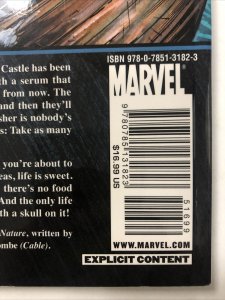 Castle has been
with a serum that
from now. The
and then they'll
sher is nobody's
s: Take as many
you're about to
eas, life is sweet.
there's no food
And the only life
th a skull on it!
Nature, written by
ombe (Cable).
ISBN 978-0-7851-3182-3
MARVEL
9780785131823
$16.99 US
51699
WWW.MARVEL.COM
EXPLICIT CONTENT